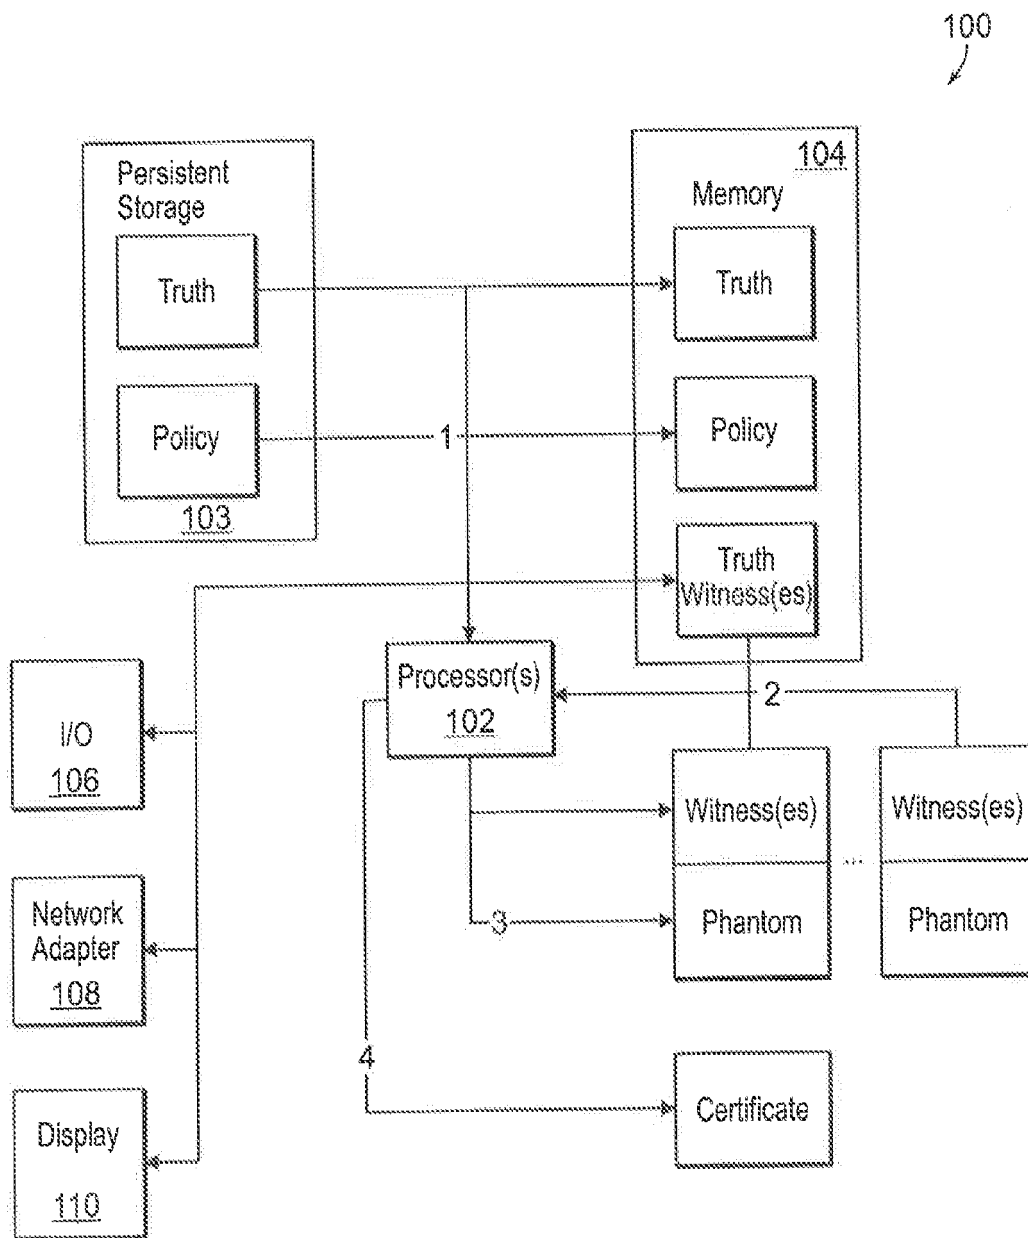 100
Persistent
Storage
Truth
Policy
103
104
Memory
Truth
Policy
Truth
Witness(es)
1
Processor(s)
102
2
I/O
106
Witness(es)
Phantom
...
Witness(es)
Phantom
3
Network
Adapter
108
4
Certificate
Display
110